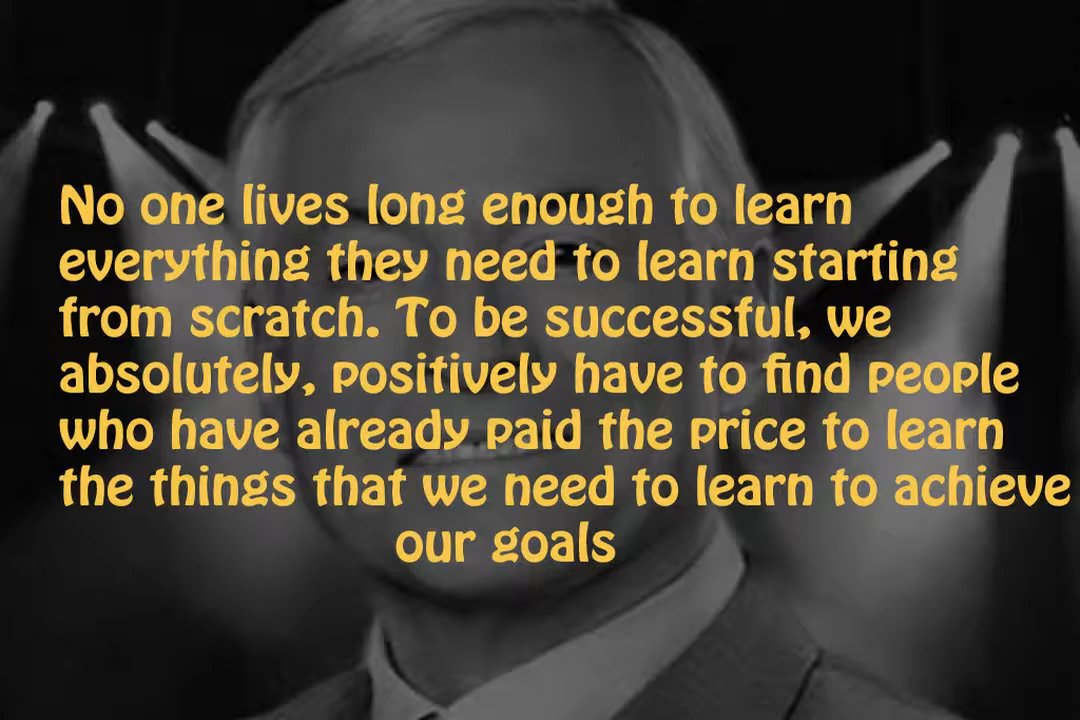 No one lives long enough to learn
everything they need to learn starting
from scratch. To be successful, we
absolutely, positively have to find people
who have already paid the price to learn
the things that we need to learn to achieve
our goals